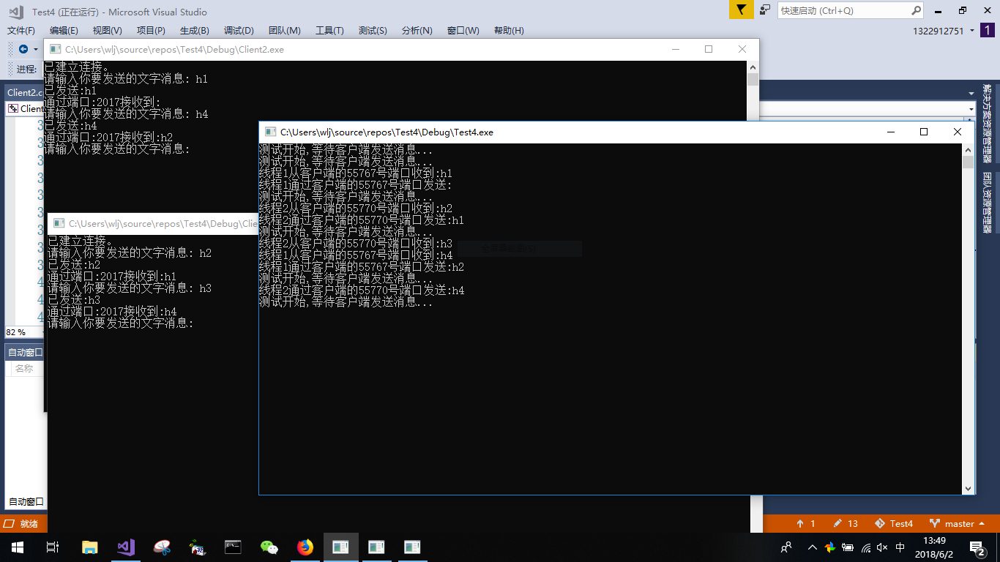 Test4 (正在运行) - Microsoft Visual Studio
快速启动 (Ctrl+Q)
文件(F) 编辑(E) 视图(V) 项目(P) 生成(B) 调试(D) 团队(M) 工具(T) 测试(S) 分析(N) 窗口(W) 帮助(H)
1322912751
1
进程:
C:\Users\wlj\source\repos\Test4\Debug\Client2.exe
已建立连接。
请输入你要发送的文字消息: h1
已发送:h1
通过端口:2017接收到:
请输入你要发送的文字消息: h4
已发送:h4
通过端口:2017接收到:h2
请输入你要发送的文字消息:
Client2.c
Client
82 %
自动窗口
名称
自动窗口
C:\Users\wlj\source\repos\Test4\Debug\Clie
已建立连接。
请输入你要发送的文字消息: h2
已发送:h2
通过端口:2017接收到:h1
请输入你要发送的文字消息: h3
已发送:h3
通过端口:2017接收到:h4
请输入你要发送的文字消息:
C:\Users\wlj\source\repos\Test4\Debug\Test4.exe
测试开始,等待客户端发送消息...
测试开始,等待客户端发送消息...
线程1从客户端的55767号端口收到:h1
线程1通过客户端的55767号端口发送:
测试开始,等待客户端发送消息...
线程2从客户端的55770号端口收到:h2
线程2通过客户端的55770号端口发送:h1
测试开始,等待客户端发送消息...
线程2从客户端的55770号端口收到:h3
线程1从客户端的55767号端口收到:h4
线程1通过客户端的55767号端口发送:h2
测试开始,等待客户端发送消息...
线程2通过客户端的55770号端口发送:h4
测试开始,等待客户端发送消息...
解决方案资源管理器
团队资源管理器
就绪
1
13
Test4
master
中
13:49
2018/6/2
2